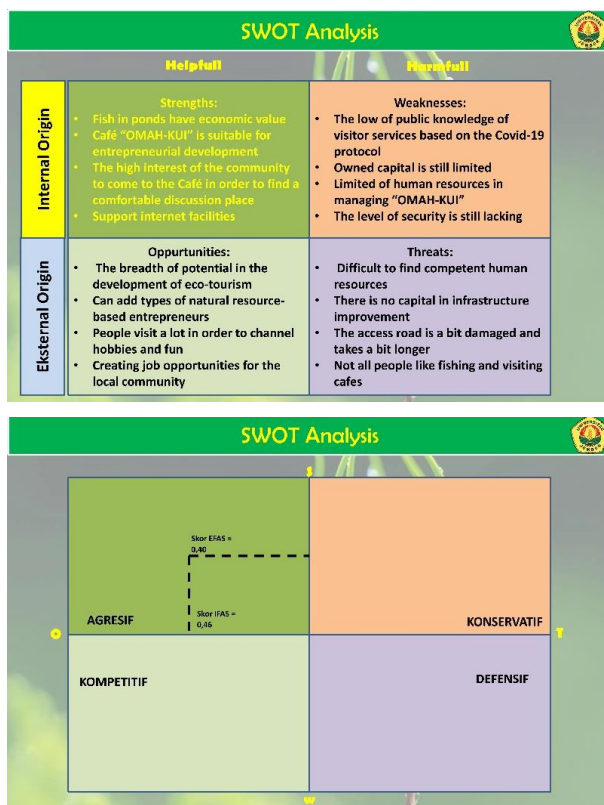 SWOT Analysis
Helpfull
Harmfull
Internal Origin
Strengths:
• Fish in ponds have economic value
• Café “OMAH-KUI” is suitable for
entrepreneurial development
• The high interest of the community
to come to the Café in order to find a
comfortable discussion place
• Support internet facilities
Weaknesses:
• The low of public knowledge of
visitor services based on the Covid-19
protocol
• Owned capital is still limited
• Limited of human resources in
managing “OMAH-KUI”
• The level of security is still lacking
Eksternal Origin
Oppurtunities:
• The breadth of potential in the
development of eco-tourism
• Can add types of natural resource-
based entrepreneurs
• People visit a lot in order to channel
hobbies and fun
• Creating job opportunities for the
local community
Threats:
• Difficult to find competent human
resources
• There is no capital in infrastructure
improvement
• The access road is a bit damaged and
takes a bit longer
• Not all people like fishing and visiting
cafes
SWOT Analysis
S
Skor EFAS =
0,40
Skor IFAS =
0,46
AGRESIF
KONSERVATIF
O
T
KOMPETITIF
DEFENSIF
W